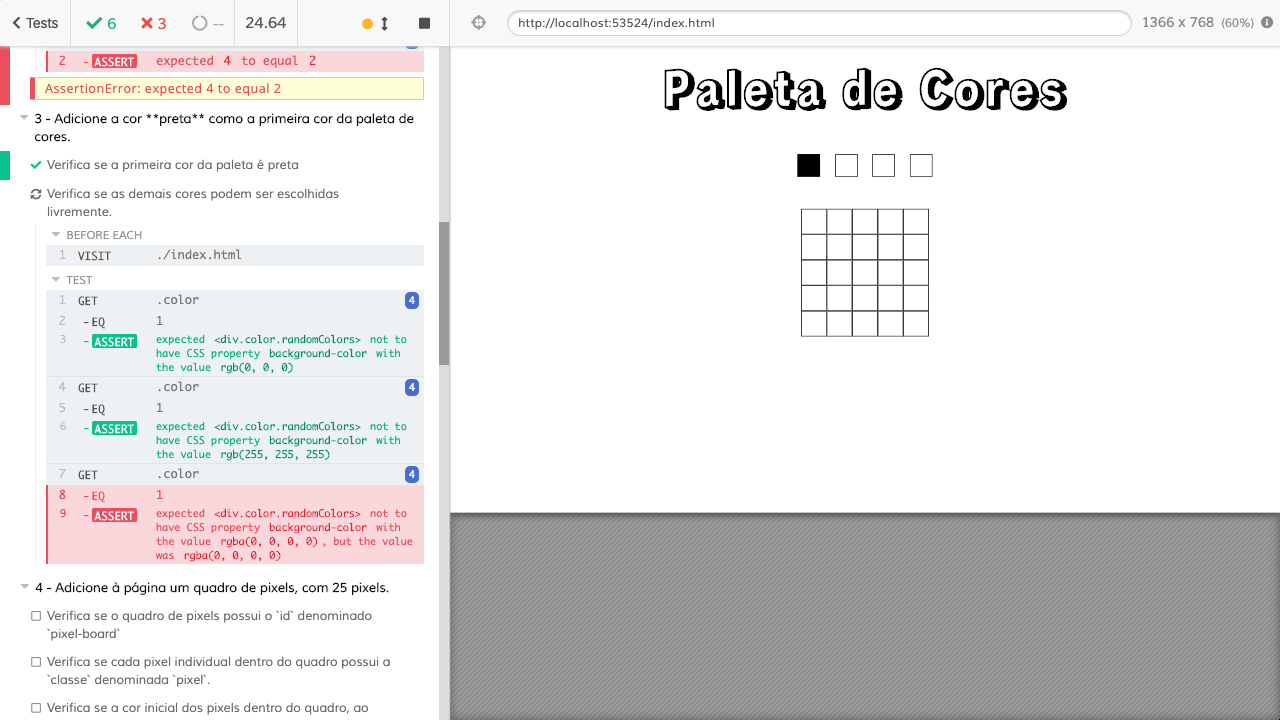 Tests 6 3 -- 24.64 http://localhost:53524/index.html 1366 x 768 (60%)
4
2 - ASSERT expected 4 to equal 2
AssertionError: expected 4 to equal 2
3 - Adicione a cor **preta** como a primeira cor da paleta de
cores.
Verifica se a primeira cor da paleta é preta
Verifica se as demais cores podem ser escolhidas
livremente.
BEFORE EACH
1 VISIT ./index.html
TEST
1 GET .color 4
2 - EQ 1
3 - ASSERT expected <div.color.randomColors> not to
have CSS property background-color with
the value rgb(0, 0, 0)
4 GET .color 4
5 - EQ 1
6 - ASSERT expected <div.color.randomColors> not to
have CSS property background-color with
the value rgb(255, 255, 255)
7 GET .color 4
8 - EQ 1
9 - ASSERT expected <div.color.randomColors> not to
have CSS property background-color with
the value rgba(0, 0, 0, 0), but the value
was rgba(0, 0, 0, 0)
4 - Adicione à página um quadro de pixels, com 25 pixels.
Verifica se o quadro de pixels possui o `id` denominado
`pixel-board`
Verifica se cada pixel individual dentro do quadro possui a
`classe` denominada `pixel`.
Verifica se a cor inicial dos pixels dentro do quadro, ao
Paleta de Cores